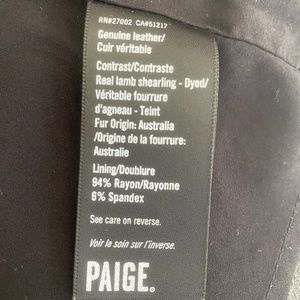 RN#27002 CA#51217
Genuine leather/
Cuir véritable
Contrast/Contraste
Real lamb shearling - Dyed/
Véritable fourrure
d'agneau - Teint
Fur Origin: Australia
/Origine de la fourrure:
Australie
Lining/Doublure
94% Rayon/Rayonne
6% Spandex
See care on reverse.
Voir le soin sur l'inverse.
PAIGE®